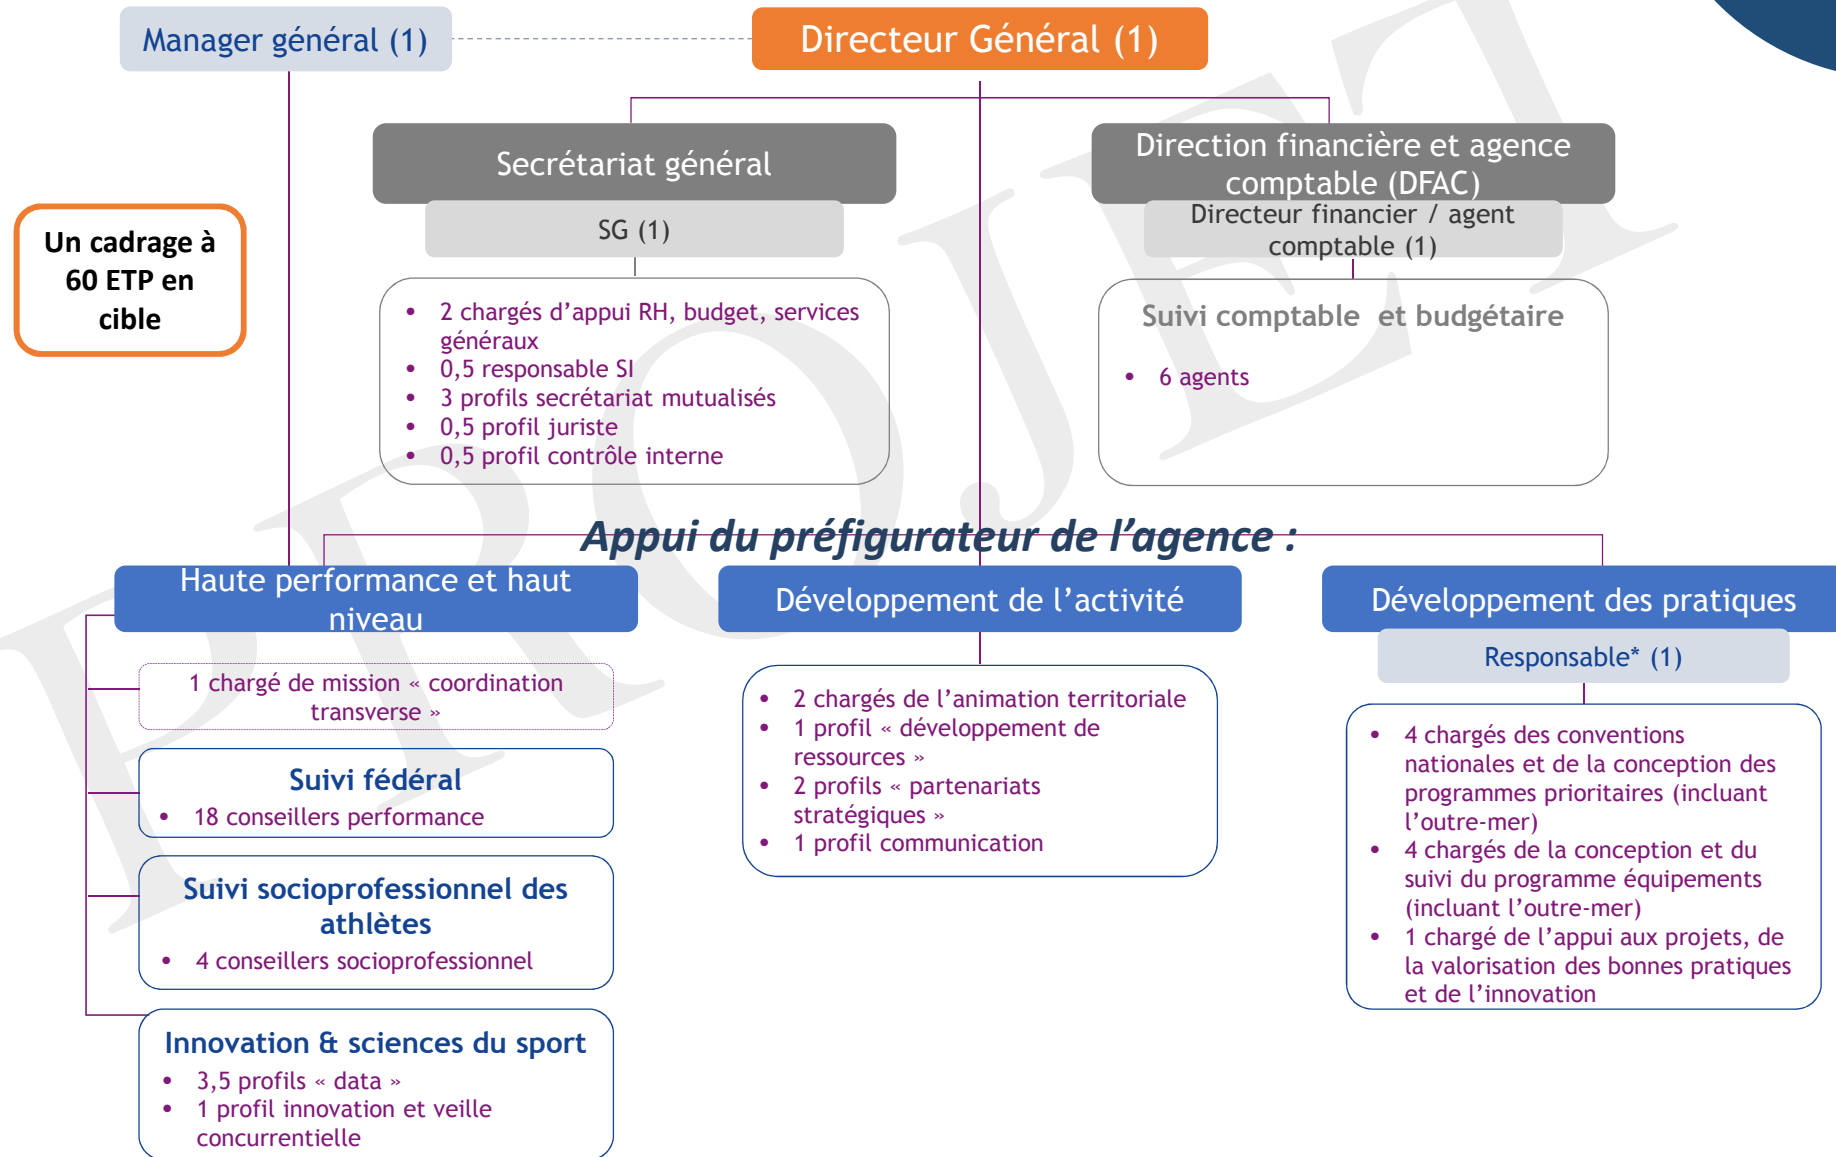 Manager général (1)
Directeur Général (1)
Secrétariat général
SG (1)
• 2 chargés d’appui RH, budget, services
généraux
• 0,5 responsable SI
• 3 profils secrétariat mutualisés
• 0,5 profil juriste
• 0,5 profil contrôle interne
Direction financière et agence
comptable (DFAC)
Directeur financier / agent
comptable (1)
Suivi comptable et budgétaire
• 6 agents
Un cadrage à
60 ETP en
cible
PROJET
Appui du préfigurateur de l’agence :
Haute performance et haut
niveau
1 chargé de mission « coordination
transverse »
Suivi fédéral
• 18 conseillers performance
Suivi socioprofessionnel des
athlètes
• 4 conseillers socioprofessionnel
Innovation & sciences du sport
• 3,5 profils « data »
• 1 profil innovation et veille
concurrentielle
Développement de l’activité
• 2 chargés de l’animation territoriale
• 1 profil « développement de
ressources »
• 2 profils « partenariats
stratégiques »
• 1 profil communication
Développement des pratiques
Responsable* (1)
• 4 chargés des conventions
nationales et de la conception des
programmes prioritaires (incluant
l’outre-mer)
• 4 chargés de la conception et du
suivi du programme équipements
(incluant l’outre-mer)
• 1 chargé de l’appui aux projets, de
la valorisation des bonnes pratiques
et de l’innovation